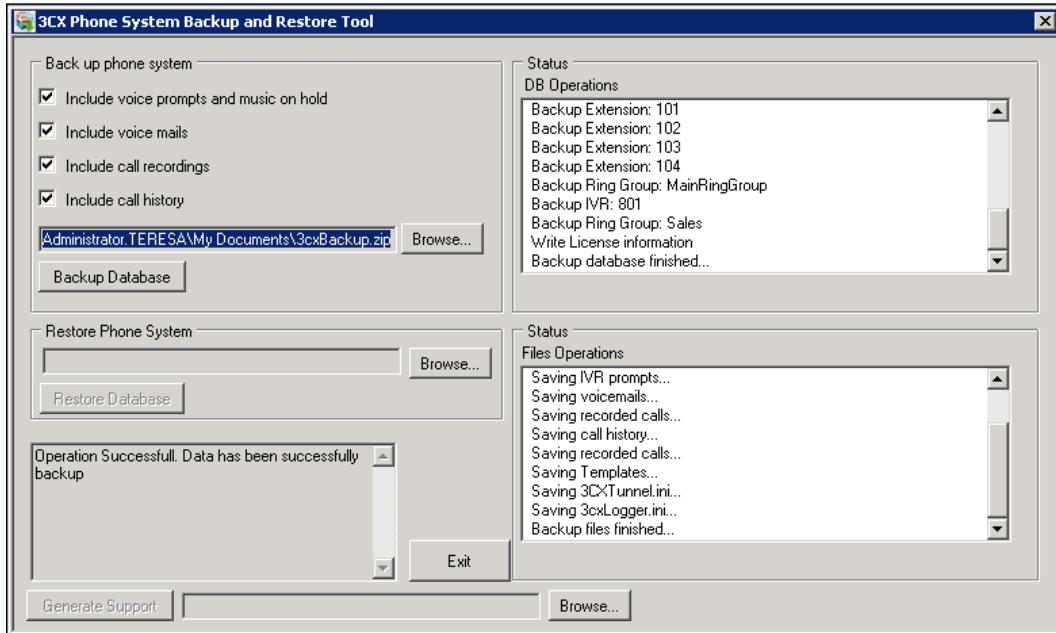 3CX Phone System Backup and Restore Tool
Back up phone system
Include voice prompts and music on hold
Include voice mails
Include call recordings
Include call history
Administrator.TERESA\My Documents\3cxBackup.zip
Browse...
Backup Database
Status
DB Operations
Backup Extension: 101
Backup Extension: 102
Backup Extension: 103
Backup Extension: 104
Backup Ring Group: MainRingGroup
Backup IVR: 801
Backup Ring Group: Sales
Write License information
Backup database finished...
Restore Phone System
Browse...
Restore Database
Status
Files Operations
Saving IVR prompts...
Saving voicemails...
Saving recorded calls...
Saving call history...
Saving recorded calls...
Saving Templates...
Saving 3CXTunnel.ini...
Saving 3cxLogger.ini...
Backup files finished...
Operation Successfull. Data has been successfully
backup
Exit
Generate Support
Browse...